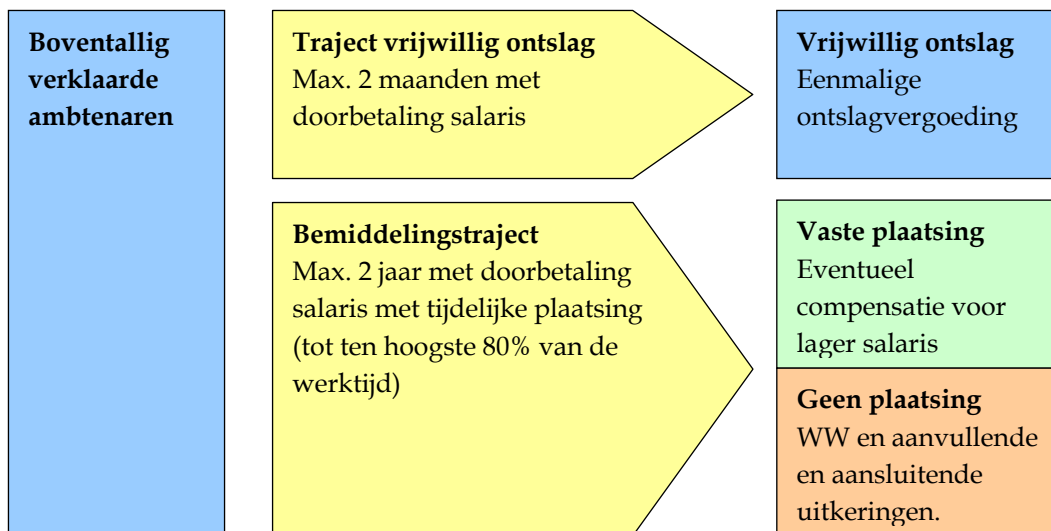 Boventallig
verklaarde
ambtenaren
Traject vrijwillig ontslag
Max. 2 maanden met
doorbetaling salaris
Vrijwillig ontslag
Eenmalige
ontslagvergoeding
Bemiddelingstraject
Max. 2 jaar met doorbetaling
salaris met tijdelijke plaatsing
(tot ten hoogste 80% van de
werktijd)
Vaste plaatsing
Eventueel
compensatie voor
lager salaris
Geen plaatsing
WW en aanvullende
en aansluitende
uitkeringen.